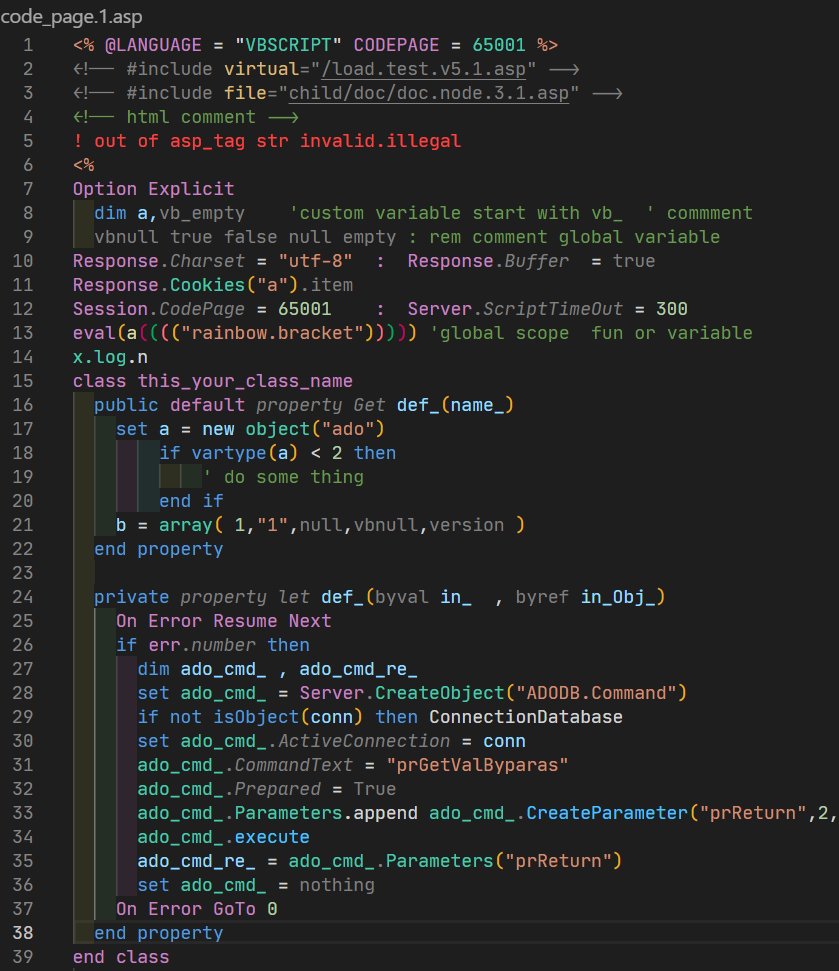 code_page.1.asp
1 <% @LANGUAGE = "VBSCRIPT" CODEPAGE = 65001 %>
2 <!-- #include virtual="/load.test.v5.1.asp" -->
3 <!-- #include file="child/doc/doc.node.3.1.asp" -->
4 <!-- html comment -->
5 ! out of asp_tag str invalid.illegal
6 <%
7 Option Explicit
8   dim a,vb_empty    'custom variable start with vb_  ' commment
9   vbnull true false null empty : rem comment global variable
10 Response.Charset = "utf-8"  :  Response.Buffer  = true
11 Response.Cookies("a").item
12 Session.CodePage = 65001    :  Server.ScriptTimeOut = 300
13 eval(a(((("rainbow.bracket"))))) 'global scope  fun or variable
14 x.log.n
15 class this_your_class_name
16   public default property Get def_(name_)
17     set a = new object("ado")
18         if vartype(a) < 2 then
19             ' do some thing
20         end if
21     b = array( 1,"1",null,vbnull,version )
22   end property
23
24   private property let def_(byval in_  , byref in_Obj_)
25     On Error Resume Next
26     if err.number then
27       dim ado_cmd_ , ado_cmd_re_
28       set ado_cmd_ = Server.CreateObject("ADODB.Command")
29       if not isObject(conn) then ConnectionDatabase
30       set ado_cmd_.ActiveConnection = conn
31       ado_cmd_.CommandText = "prGetValByparas"
32       ado_cmd_.Prepared = True
33       ado_cmd_.Parameters.append ado_cmd_.CreateParameter("prReturn",2,
34       ado_cmd_.execute
35       ado_cmd_re_ = ado_cmd_.Parameters("prReturn")
36       set ado_cmd_ = nothing
37     On Error GoTo 0
38   end property
39 end class